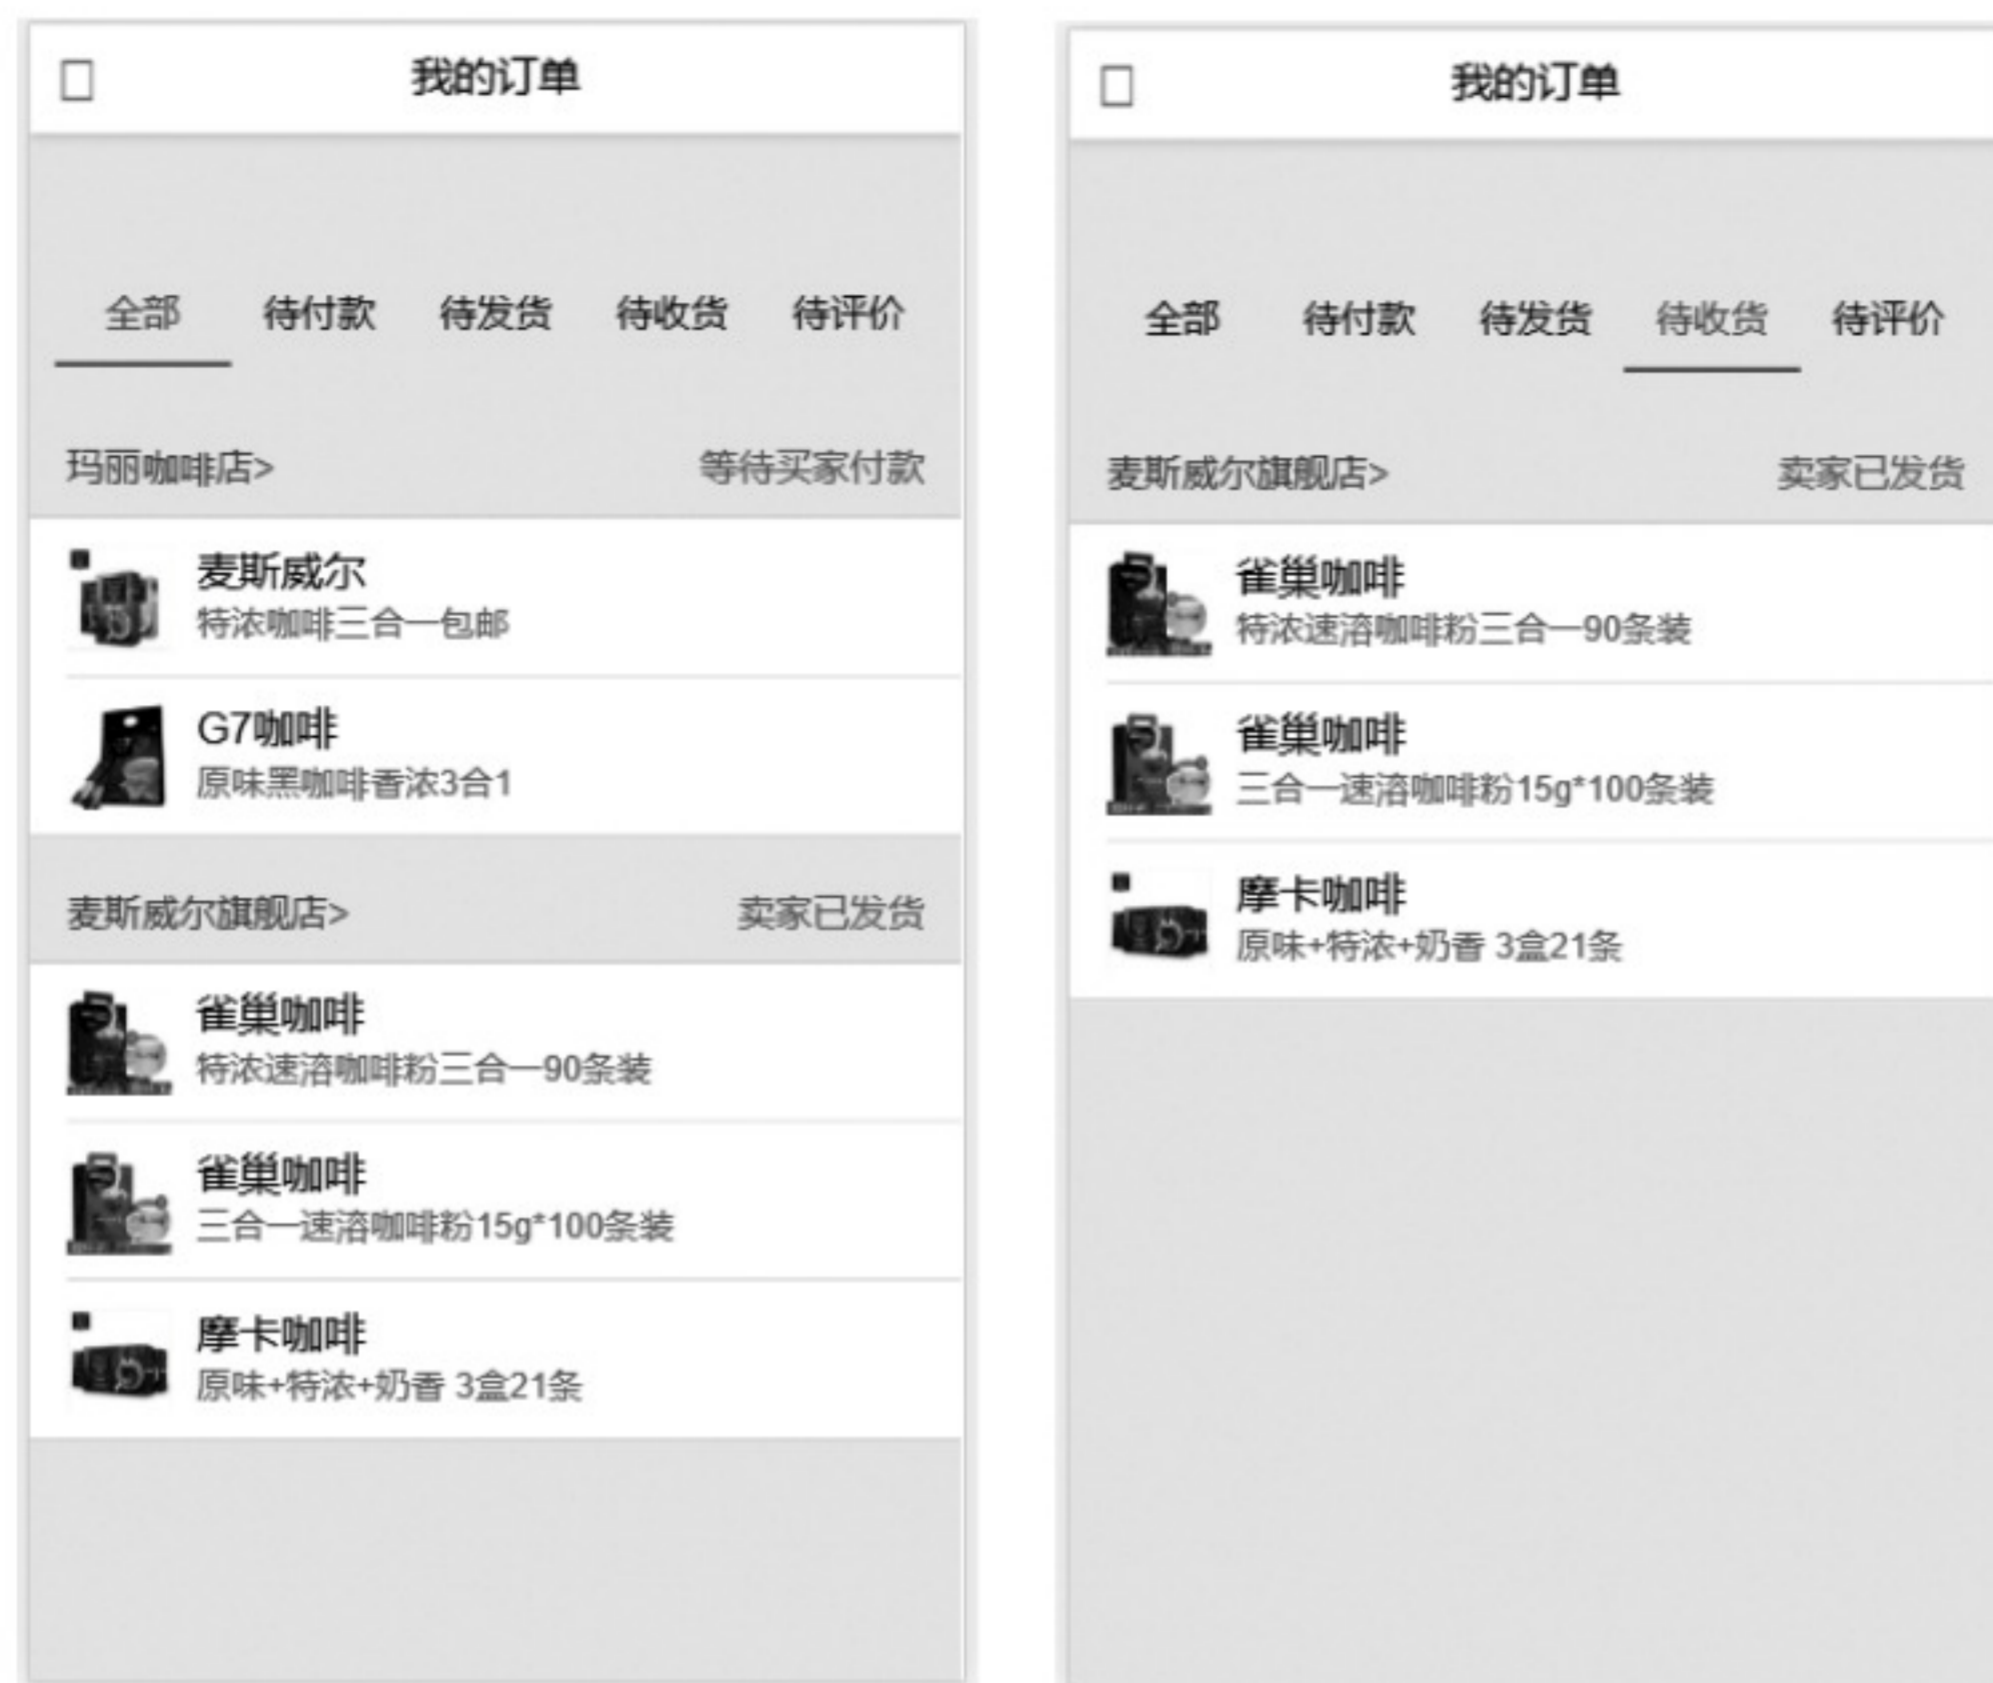 我的订单
全部 待付款 待发货 待收货 待评价
玛丽咖啡店> 等待买家付款
麦斯威尔
特浓咖啡三合一包邮
G7咖啡
原味黑咖啡香浓3合1
麦斯威尔旗舰店> 卖家已发货
雀巢咖啡
特浓速溶咖啡粉三合一90条装
雀巢咖啡
三合一速溶咖啡粉15g*100条装
摩卡咖啡
原味+特浓+奶香 3盒21条
我的订单
全部 待付款 待发货 待收货 待评价
麦斯威尔旗舰店> 卖家已发货
雀巢咖啡
特浓速溶咖啡粉三合一90条装
雀巢咖啡
三合一速溶咖啡粉15g*100条装
摩卡咖啡
原味+特浓+奶香 3盒21条